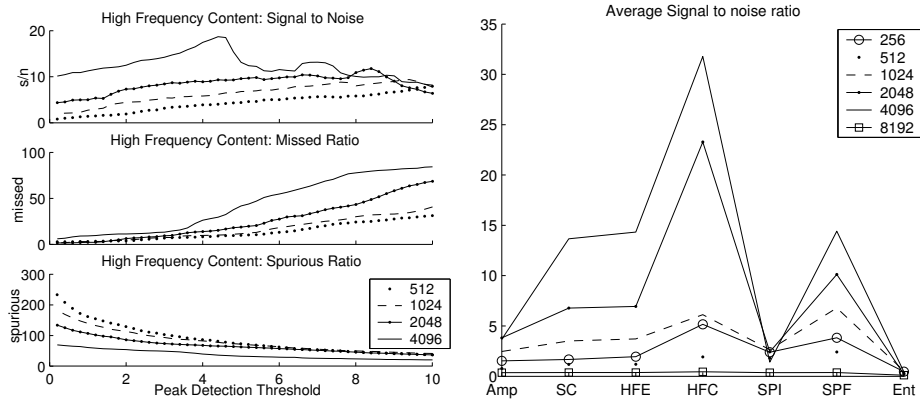 High Frequency Content: Signal to Noise
20
10
0
s/n
High Frequency Content: Missed Ratio
100
50
0
missed
High Frequency Content: Spurious Ratio
300
200
100
0
spurious
512
1024
2048
4096
0 2 4 6 8 10
Peak Detection Threshold
Average Signal to noise ratio
35
30
25
20
15
10
5
0
256
512
1024
2048
4096
8192
Amp SC HFE HFC SPI SPF Ent